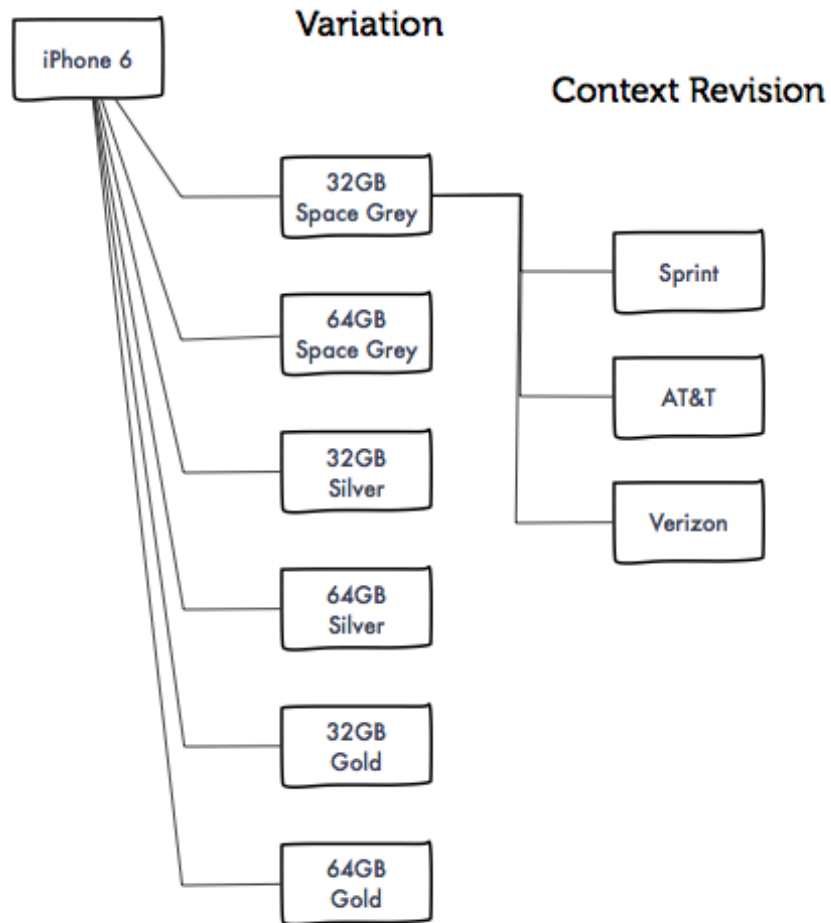 Variation
iPhone 6
Context Revision
32GB
Space Grey
Sprint
64GB
Space Grey
AT&T
32GB
Silver
Verizon
64GB
Silver
32GB
Gold
64GB
Gold